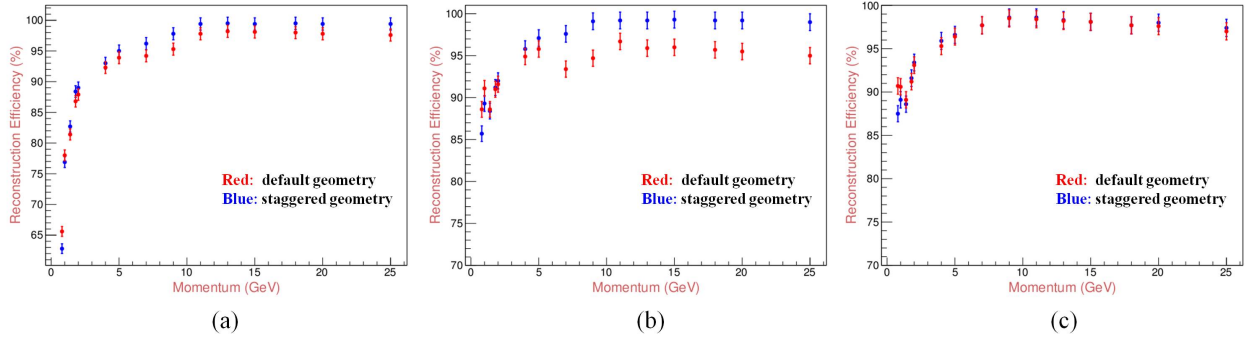 Reconstruction Efficiency (%)
100
95
90
85
80
75
70
65
Red: default geometry
Blue: staggered geometry
0 5 10 15 20 25
Momentum (GeV)
(a)
Reconstruction Efficiency (%)
100
95
90
85
80
75
70
Red: default geometry
Blue: staggered geometry
0 5 10 15 20 25
Momentum (GeV)
(b)
Reconstruction Efficiency (%)
95
90
85
80
75
70
Red: default geometry
Blue: staggered geometry
0 5 10 15 20 25
Momentum (GeV)
(c)